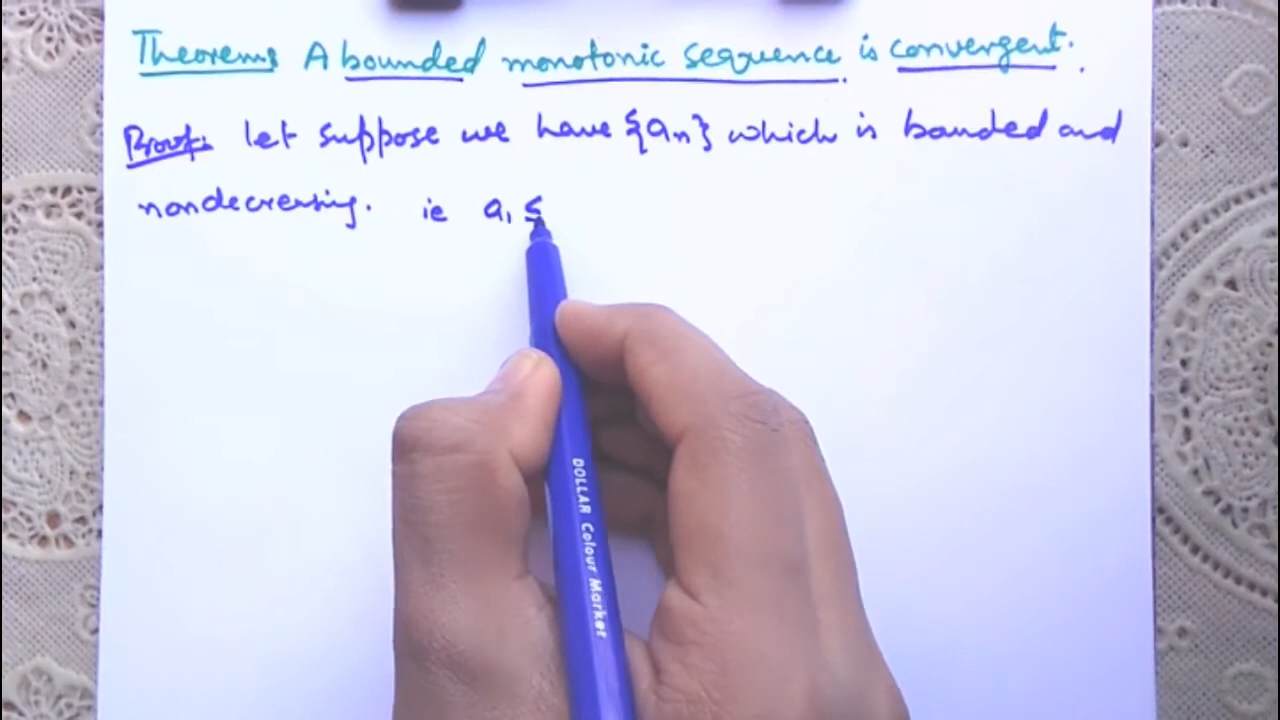 Theorem: A bounded monotonic sequence is convergent.
Proof: let suppose we have {aₙ} which is bounded and
nondecreasing. ie a₁ ≤
DOLLAR Colour Marker